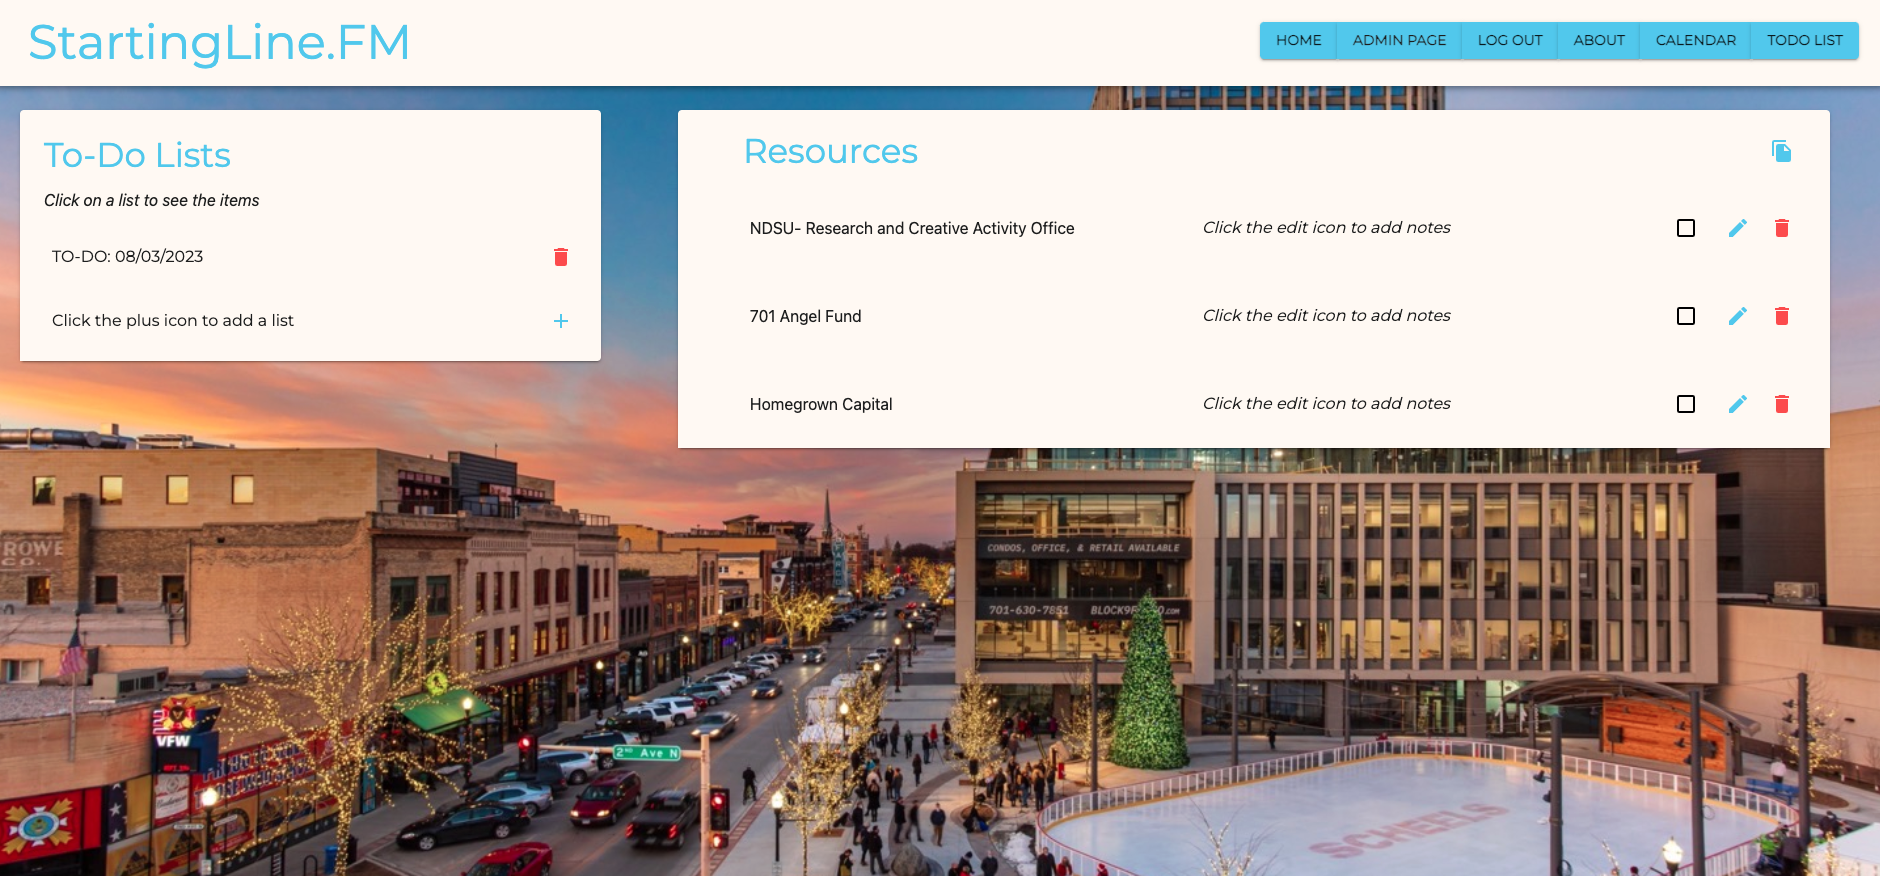 StartingLine.FM
HOME ADMIN PAGE LOG OUT ABOUT CALENDAR TODO LIST
To-Do Lists
Click on a list to see the items
TO-DO: 08/03/2023
Click the plus icon to add a list
Resources
NDSU- Research and Creative Activity Office Click the edit icon to add notes
701 Angel Fund Click the edit icon to add notes
Homegrown Capital Click the edit icon to add notes
ROWE
CO.
CONDOS, OFFICE, & RETAIL AVAILABLE
701-630-7851
VFW
2ND Ave N
SCHEELS